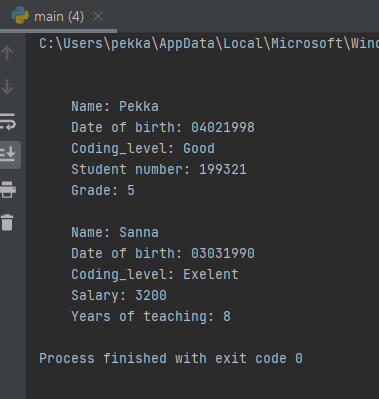 main (4)
C:\Users\pekka\AppData\Local\Microsoft\Wind
Name: Pekka
Date of birth: 04021998
Coding_level: Good
Student number: 199321
Grade: 5
Name: Sanna
Date of birth: 03031990
Coding_level: Exelent
Salary: 3200
Years of teaching: 8
Process finished with exit code 0